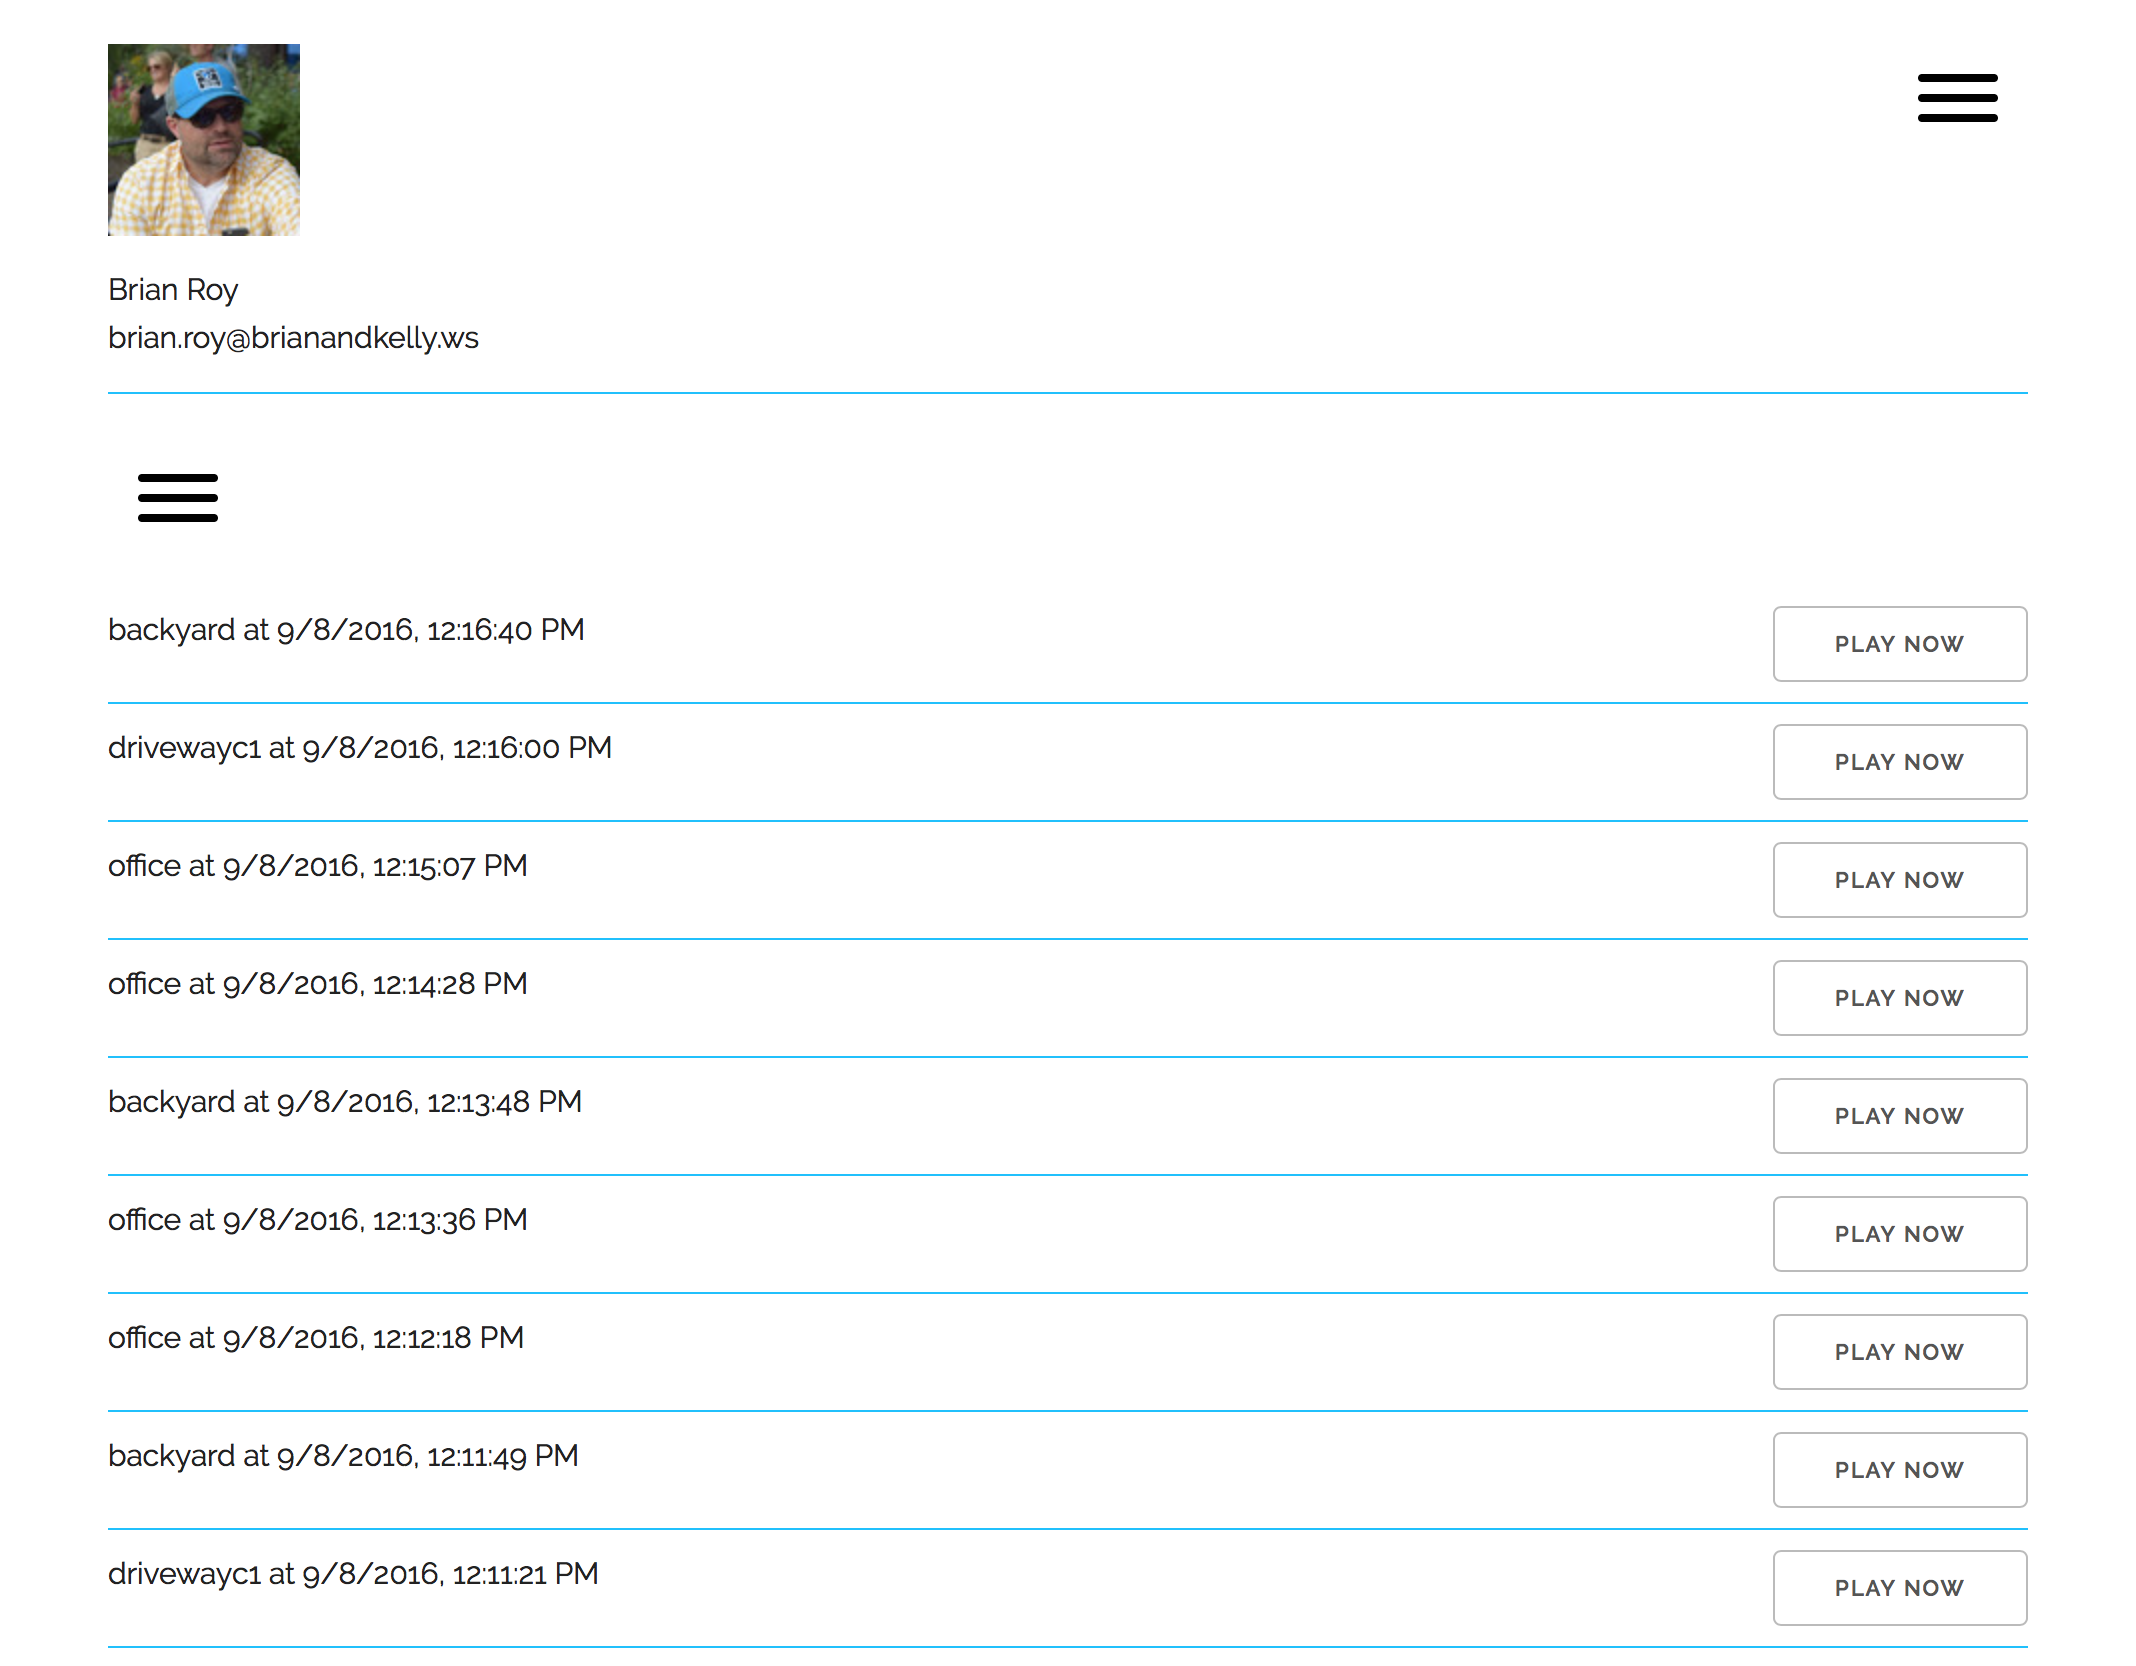 Brian Roy
brian.roy@brianandkelly.ws
backyard at 9/8/2016, 12:16:40 PM PLAY NOW
drivewayc1 at 9/8/2016, 12:16:00 PM PLAY NOW
office at 9/8/2016, 12:15:07 PM PLAY NOW
office at 9/8/2016, 12:14:28 PM PLAY NOW
backyard at 9/8/2016, 12:13:48 PM PLAY NOW
office at 9/8/2016, 12:13:36 PM PLAY NOW
office at 9/8/2016, 12:12:18 PM PLAY NOW
backyard at 9/8/2016, 12:11:49 PM PLAY NOW
drivewayc1 at 9/8/2016, 12:11:21 PM PLAY NOW